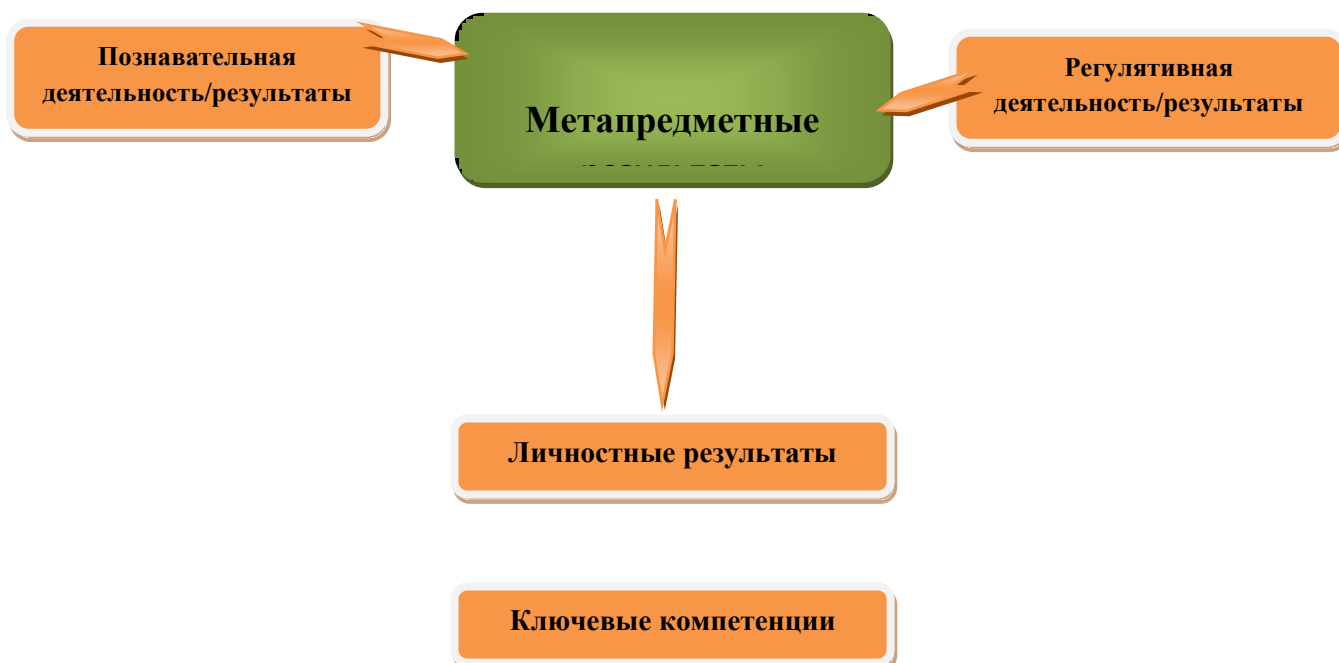 Познавательная
деятельность/результаты
Метапредметные
Регулятивная
деятельность/результаты
Личностные результаты
Ключевые компетенции